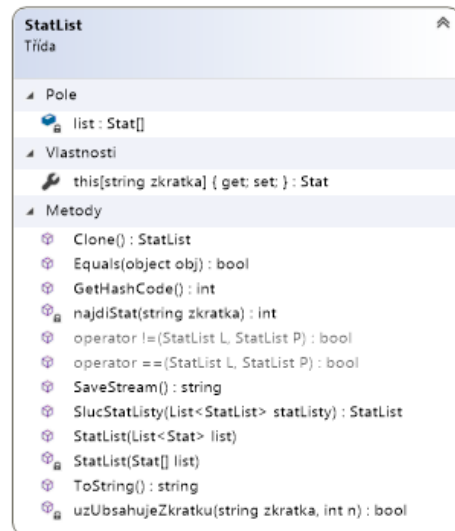 StatList
Třída
Pole
list : Stat[]
Vlastnosti
this[string zkratka] { get; set; } : Stat
Metody
Clone() : StatList
Equals(object obj) : bool
GetHashCode() : int
najdiStat(string zkratka) : int
operator !=(StatList L, StatList P) : bool
operator ==(StatList L, StatList P) : bool
SaveStream() : string
SlucStatListy(List<StatList> statListy) : StatList
StatList(List<Stat> list)
StatList(Stat[] list)
ToString() : string
uzUbsahujeZkratku(string zkratka, int n) : bool